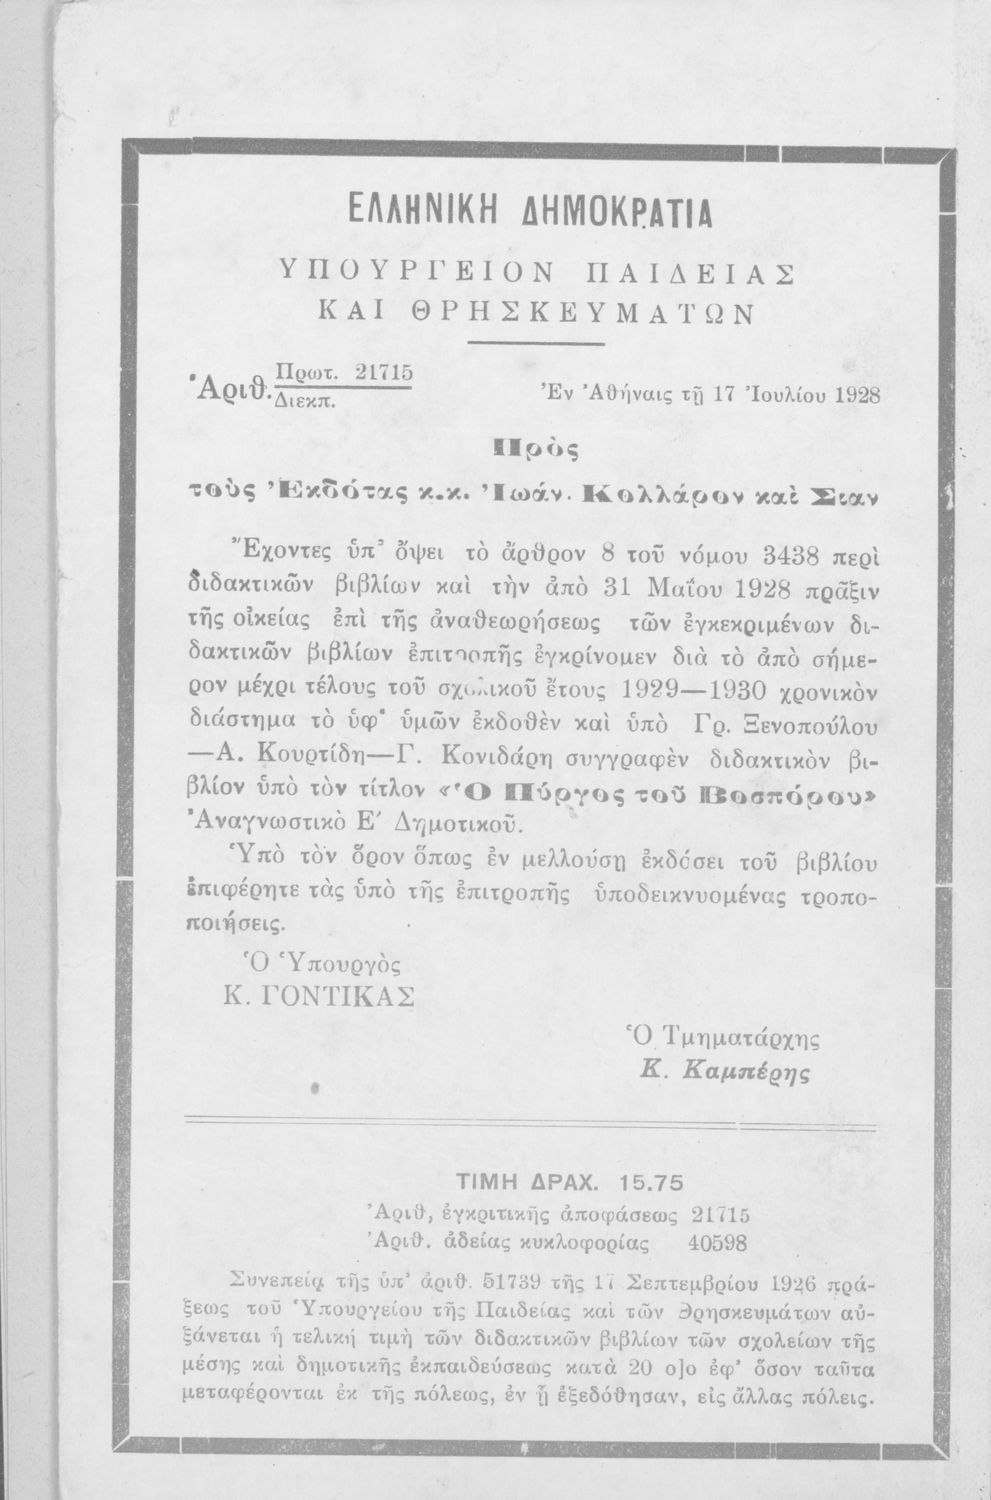 ΕΛΛΗΝΙΚΗ ΔΗΜΟΚΡΑΤΙΑ
ΥΠΟΥΡΓΕΙΟΝ ΠΑΙΔΕΙΑΣ
ΚΑΙ ΘΡΗΣΚΕΥΜΑΤΩΝ
Ἀριθ. Πρωτ. 21715
Διεκπ.
Ἐν Ἀθήναις τῇ 17 Ἰουλίου 1928
Πρὸς
τοὺς Ἐκδότας κ.κ. Ἰωάν. Κολλάρον καὶ Σιαν
Ἔχοντες ὑπ' ὄψει τὸ ἄρθρον 8 τοῦ νόμου 3438 περὶ
διδακτικῶν βιβλίων καὶ τὴν ἀπὸ 31 Μαΐου 1928 πρᾶξιν
τῆς οἰκείας ἐπὶ τῆς ἀναθεωρήσεως τῶν ἐγκεκριμένων δι-
δακτικῶν βιβλίων ἐπιτροπῆς ἐγκρίνομεν διὰ τὸ ἀπὸ σήμε-
ρον μέχρι τέλους τοῦ σχολικοῦ ἔτους 1929—1930 χρονικὸν
διάστημα τὸ ὑφ' ὑμῶν ἐκδοθὲν καὶ ὑπὸ Γρ. Ξενοπούλου
—Α. Κουρτίδη—Γ. Κονιδάρη συγγραφὲν διδακτικὸν βι-
βλίον ὑπὸ τὸν τίτλον «Ὁ Πύργος τοῦ Βοσπόρου»
Ἀναγνωστικὸ Ε′ Δημοτικοῦ.
Ὑπὸ τὸν ὅρον ὅπως ἐν μελλούσῃ ἐκδόσει τοῦ βιβλίου
ἐπιφέρητε τὰς ὑπὸ τῆς ἐπιτροπῆς ὑποδεικνυομένας τροπο-
ποιήσεις.
Ὁ Ὑπουργὸς
Κ. ΓΟΝΤΙΚΑΣ
Ὁ Τμηματάρχης
Κ. Καμπέρης
ΤΙΜΗ ΔΡΑΧ. 15.75
Ἀριθ, ἐγκριτικῆς ἀποφάσεως 21715
Ἀριθ. ἀδείας κυκλοφορίας 40598
Συνεπείᾳ τῆς ὑπ' ἀριθ. 51739 τῆς 17 Σεπτεμβρίου 1926 πρά-
ξεως τοῦ Ὑπουργείου τῆς Παιδείας καὶ τῶν Θρησκευμάτων αὐ-
ξάνεται ἡ τελικὴ τιμὴ τῶν διδακτικῶν βιβλίων τῶν σχολείων τῆς
μέσης καὶ δημοτικῆς ἐκπαιδεύσεως κατὰ 20 ο]ο ἐφ' ὅσον ταῦτα
μεταφέρονται ἐκ τῆς πόλεως, ἐν ᾗ ἐξεδόθησαν, εἰς ἄλλας πόλεις.